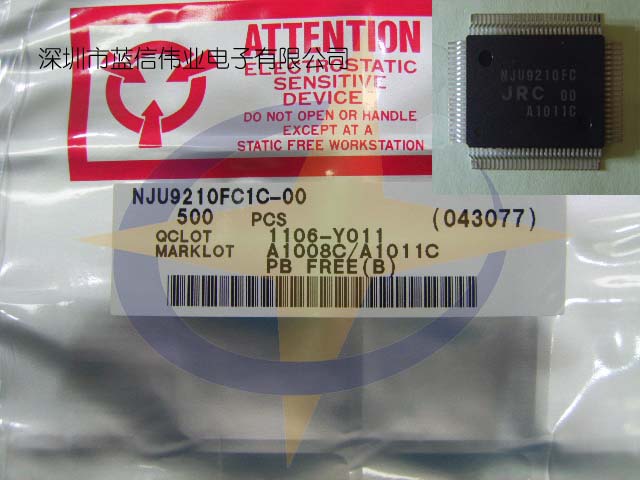 ATTENTION
深圳市蓝信伟业电子有限公司
ELECTROSTATIC
SENSITIVE
DEVICE
DO NOT OPEN OR HANDLE
EXCEPT AT A
STATIC FREE WORKSTATION
NJU9210FC
JRC 00
A1011C
NJU9210FC1C-00
500 PCS (043077)
QCLOT 1106-Y011
MARKLOT A1008C/A1011C
PB FREE(B)